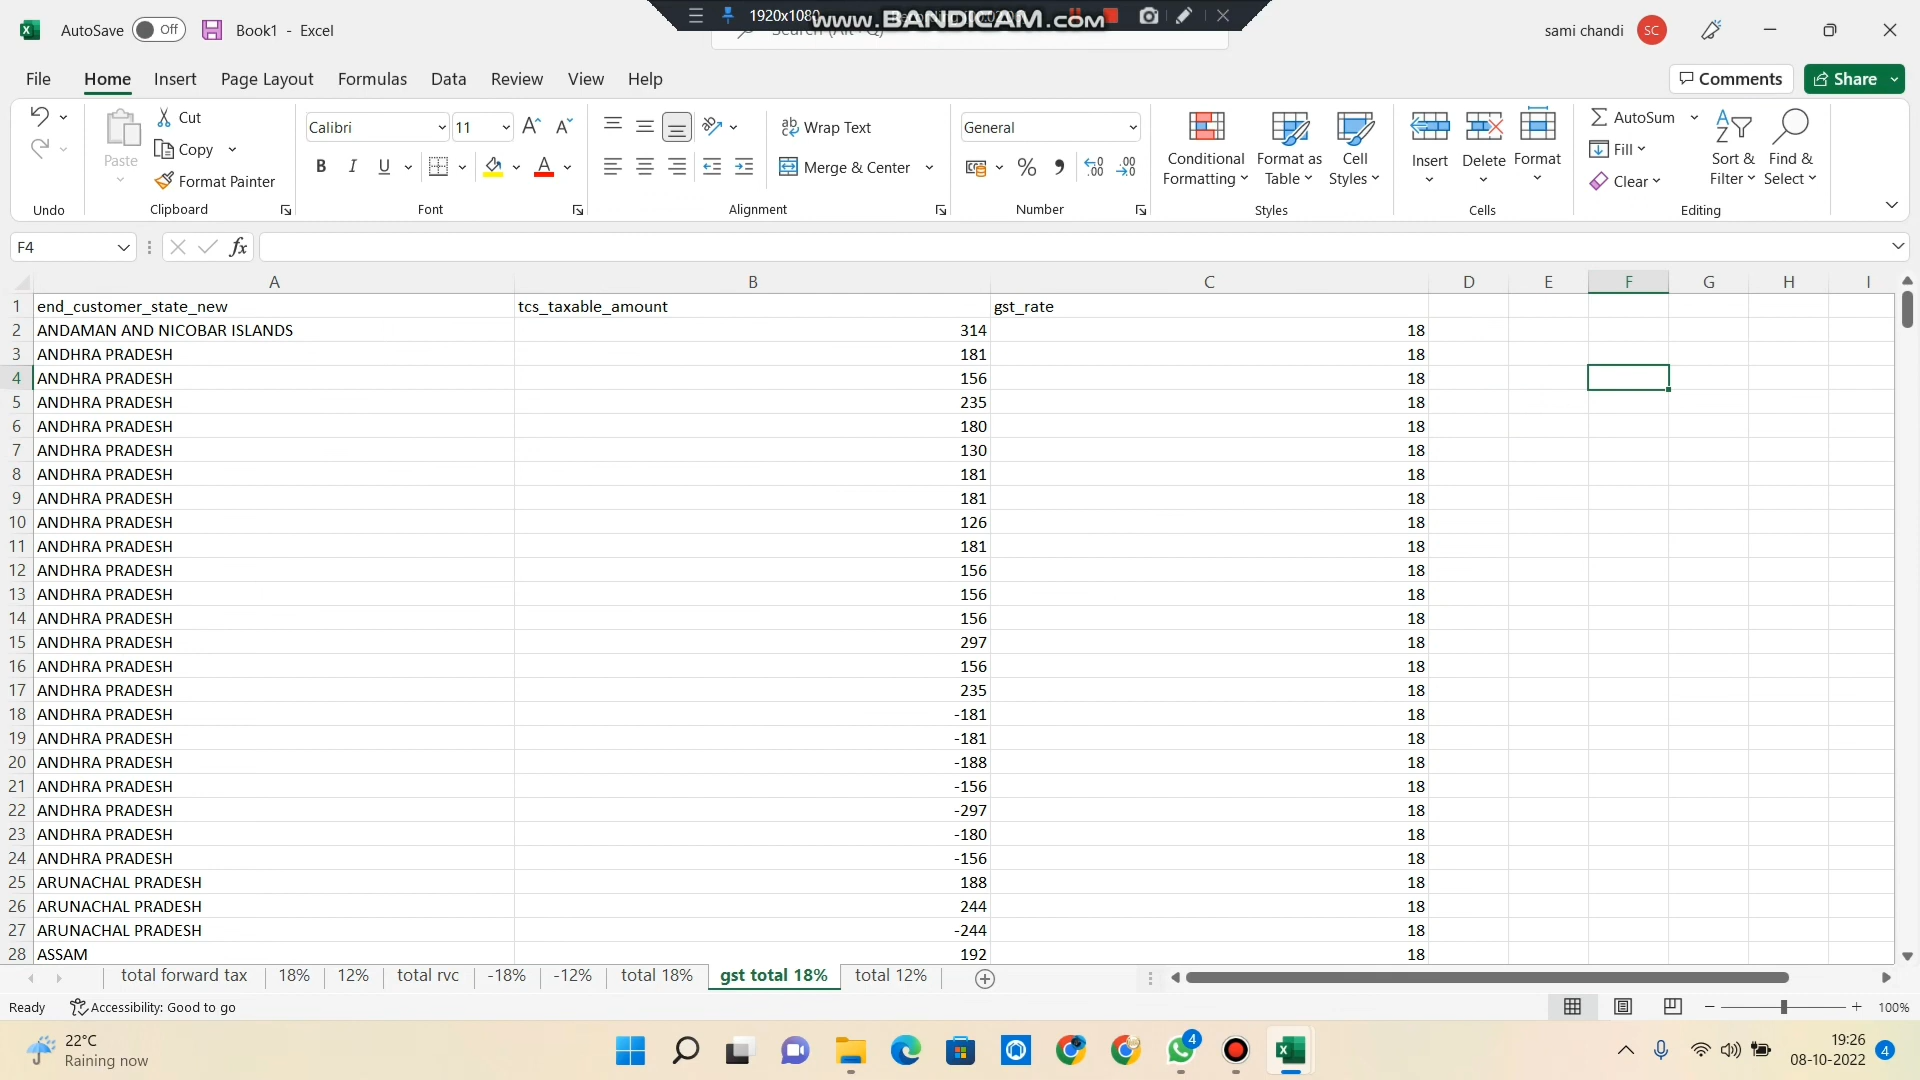 1920x1080
www.BANDICAM.com
AutoSave Off Book1 - Excel
Search (Alt+Q)
sami chandi SC
File Home Insert Page Layout Formulas Data Review View Help
Comments Share
Paste
Cut
Copy
Format Painter
Calibri 11
B I U
Wrap Text
Merge & Center
General
Conditional Formatting
Format as Table
Cell Styles
Insert
Delete
Format
AutoSum
Fill
Clear
Sort & Filter
Find & Select
Undo Clipboard Font Alignment Number Styles Cells Editing
F4 fx
A B C D E F G H I
1 end_customer_state_new tcs_taxable_amount gst_rate
2 ANDAMAN AND NICOBAR ISLANDS 314 18
3 ANDHRA PRADESH 181 18
4 ANDHRA PRADESH 156 18
5 ANDHRA PRADESH 235 18
6 ANDHRA PRADESH 180 18
7 ANDHRA PRADESH 130 18
8 ANDHRA PRADESH 181 18
9 ANDHRA PRADESH 181 18
10 ANDHRA PRADESH 126 18
11 ANDHRA PRADESH 181 18
12 ANDHRA PRADESH 156 18
13 ANDHRA PRADESH 156 18
14 ANDHRA PRADESH 156 18
15 ANDHRA PRADESH 297 18
16 ANDHRA PRADESH 156 18
17 ANDHRA PRADESH 235 18
18 ANDHRA PRADESH -181 18
19 ANDHRA PRADESH -181 18
20 ANDHRA PRADESH -188 18
21 ANDHRA PRADESH -156 18
22 ANDHRA PRADESH -297 18
23 ANDHRA PRADESH -180 18
24 ANDHRA PRADESH -156 18
25 ARUNACHAL PRADESH 188 18
26 ARUNACHAL PRADESH 244 18
27 ARUNACHAL PRADESH -244 18
28 ASSAM 192 18
total forward tax 18% 12% total rvc -18% -12% total 18% gst total 18% total 12%
Ready Accessibility: Good to go 100%
22°C
Raining now
4
19:26
08-10-2022 4